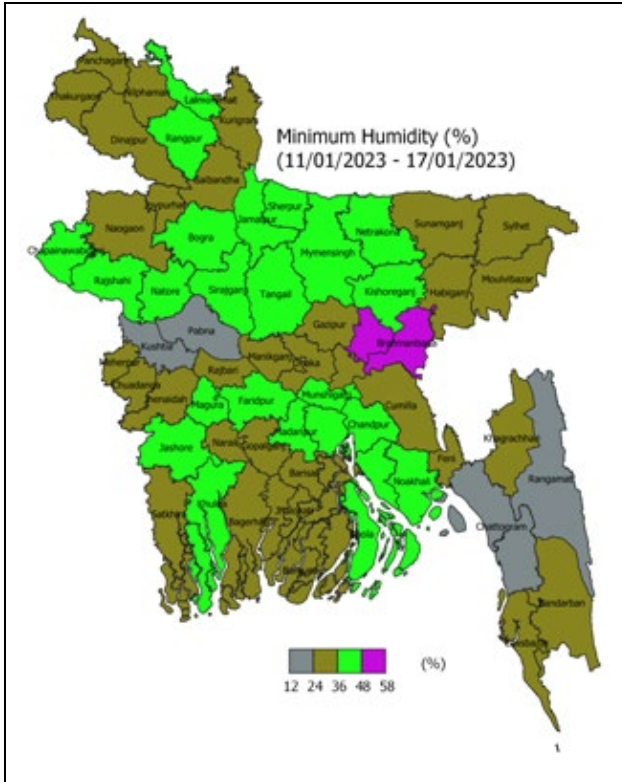 Panchagarh
Thakurgaon
Nilphamari
Lalmonirhat
Kurigram
Dinajpur
Rangpur
Minimum Humidity (%)
(11/01/2023 - 17/01/2023)
Gaibandha
Joypurhat
Naogaon
Sherpur
Jamalpur
Bogra
Mymensingh
Netrakona
Sunamganj
Sylhet
Chapainawabganj
Rajshahi
Natore
Sirajganj
Tangail
Kishoreganj
Habiganj
Moulvibazar
Pabna
Kushtia
Gazipur
Brahmanbaria
Manikganj
Dhaka
Rajbari
Meherpur
Chuadanga
Jhenaidah
Magura
Faridpur
Munshiganj
Cumilla
Chandpur
Madaripur
Jashore
Narail
Gopalganj
Khagrachhari
Feni
Rangamati
Barisal
Noakhali
Satkhira
Khulna
Bagerhat
Jhalokati
Bhola
Chattogram
Bandarban
(%)
12 24 36 48 58